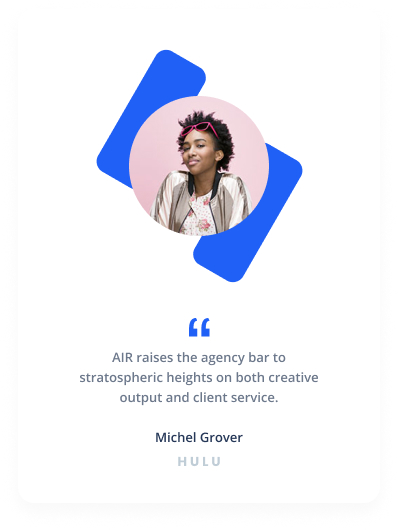 “
AIR raises the agency bar to
stratospheric heights on both creative
output and client service.
Michel Grover
HULU